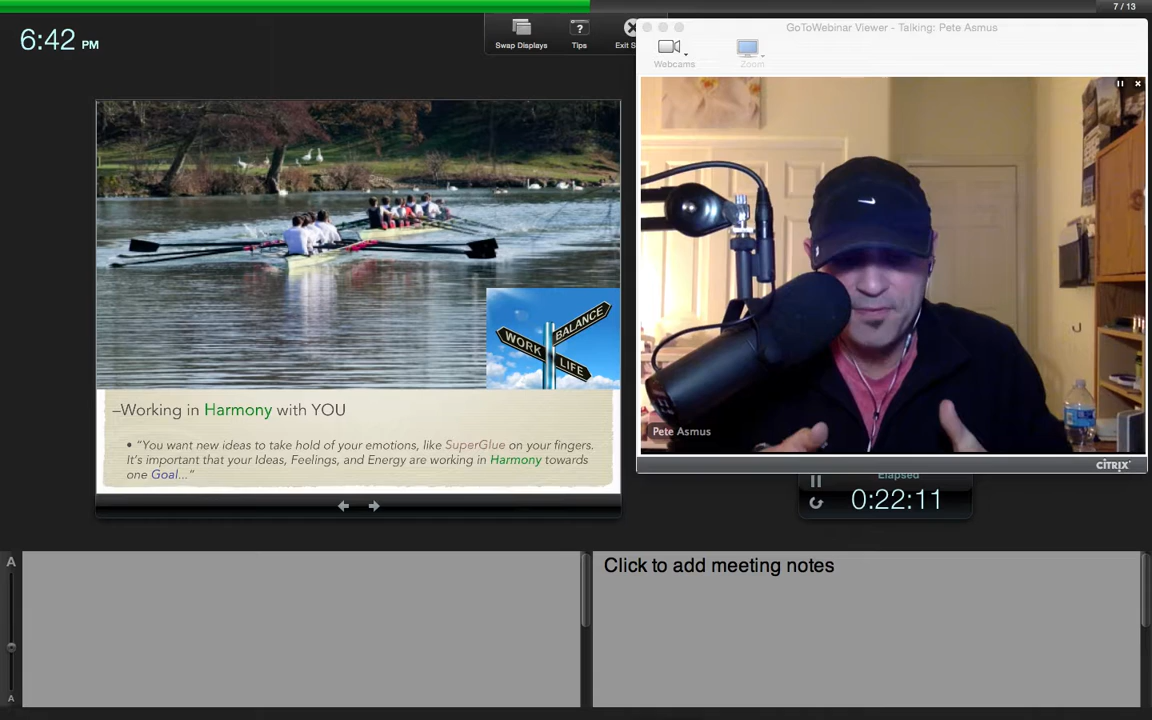 7 / 13
6:42 PM
Swap Displays
Tips
Exit S
GoToWebinar Viewer - Talking: Pete Asmus
Webcams
Zoom
WORK
BALANCE
LIFE
Pete Asmus
CITRIX
–Working in Harmony with YOU
• "You want new ideas to take hold of your emotions, like SuperGlue on your fingers.
It's important that your Ideas, Feelings, and Energy are working in Harmony towards
one Goal..."
Elapsed
0:22:11
A
A
Click to add meeting notes